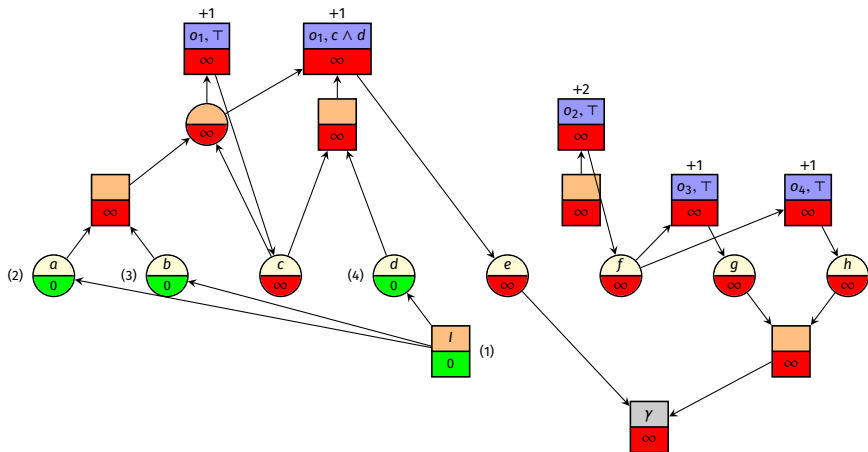 +1 +1
o₁, ⊤ o₁, c ∧ d
∞ ∞
+2
o₂, ⊤
∞ ∞ ∞
+1 +1
o₃, ⊤ o₄, ⊤
∞ ∞ ∞ ∞
(2) a (3) b c (4) d e f g h
0 0 ∞ 0 ∞ ∞ ∞ ∞
I (1)
0 ∞
γ
∞